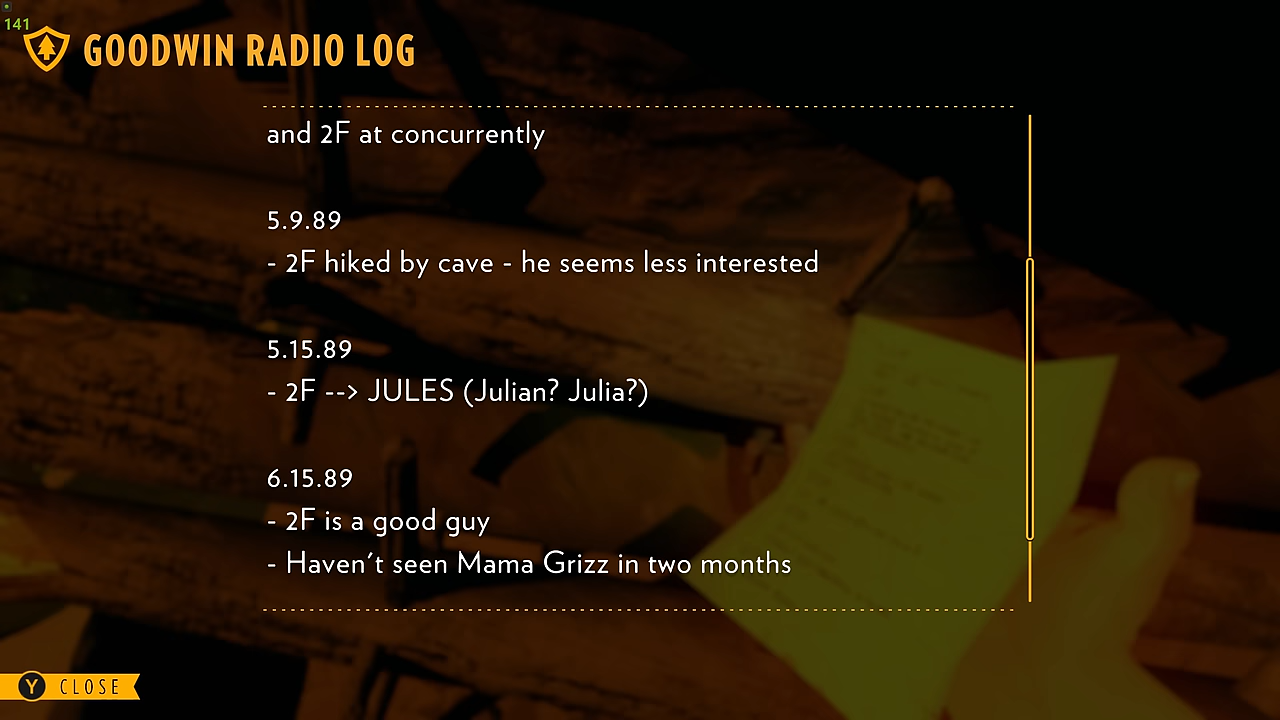 141
GOODWIN RADIO LOG
and 2F at concurrently
5.9.89
- 2F hiked by cave - he seems less interested
5.15.89
- 2F --> JULES (Julian? Julia?)
6.15.89
- 2F is a good guy
- Haven't seen Mama Grizz in two months
Y CLOSE